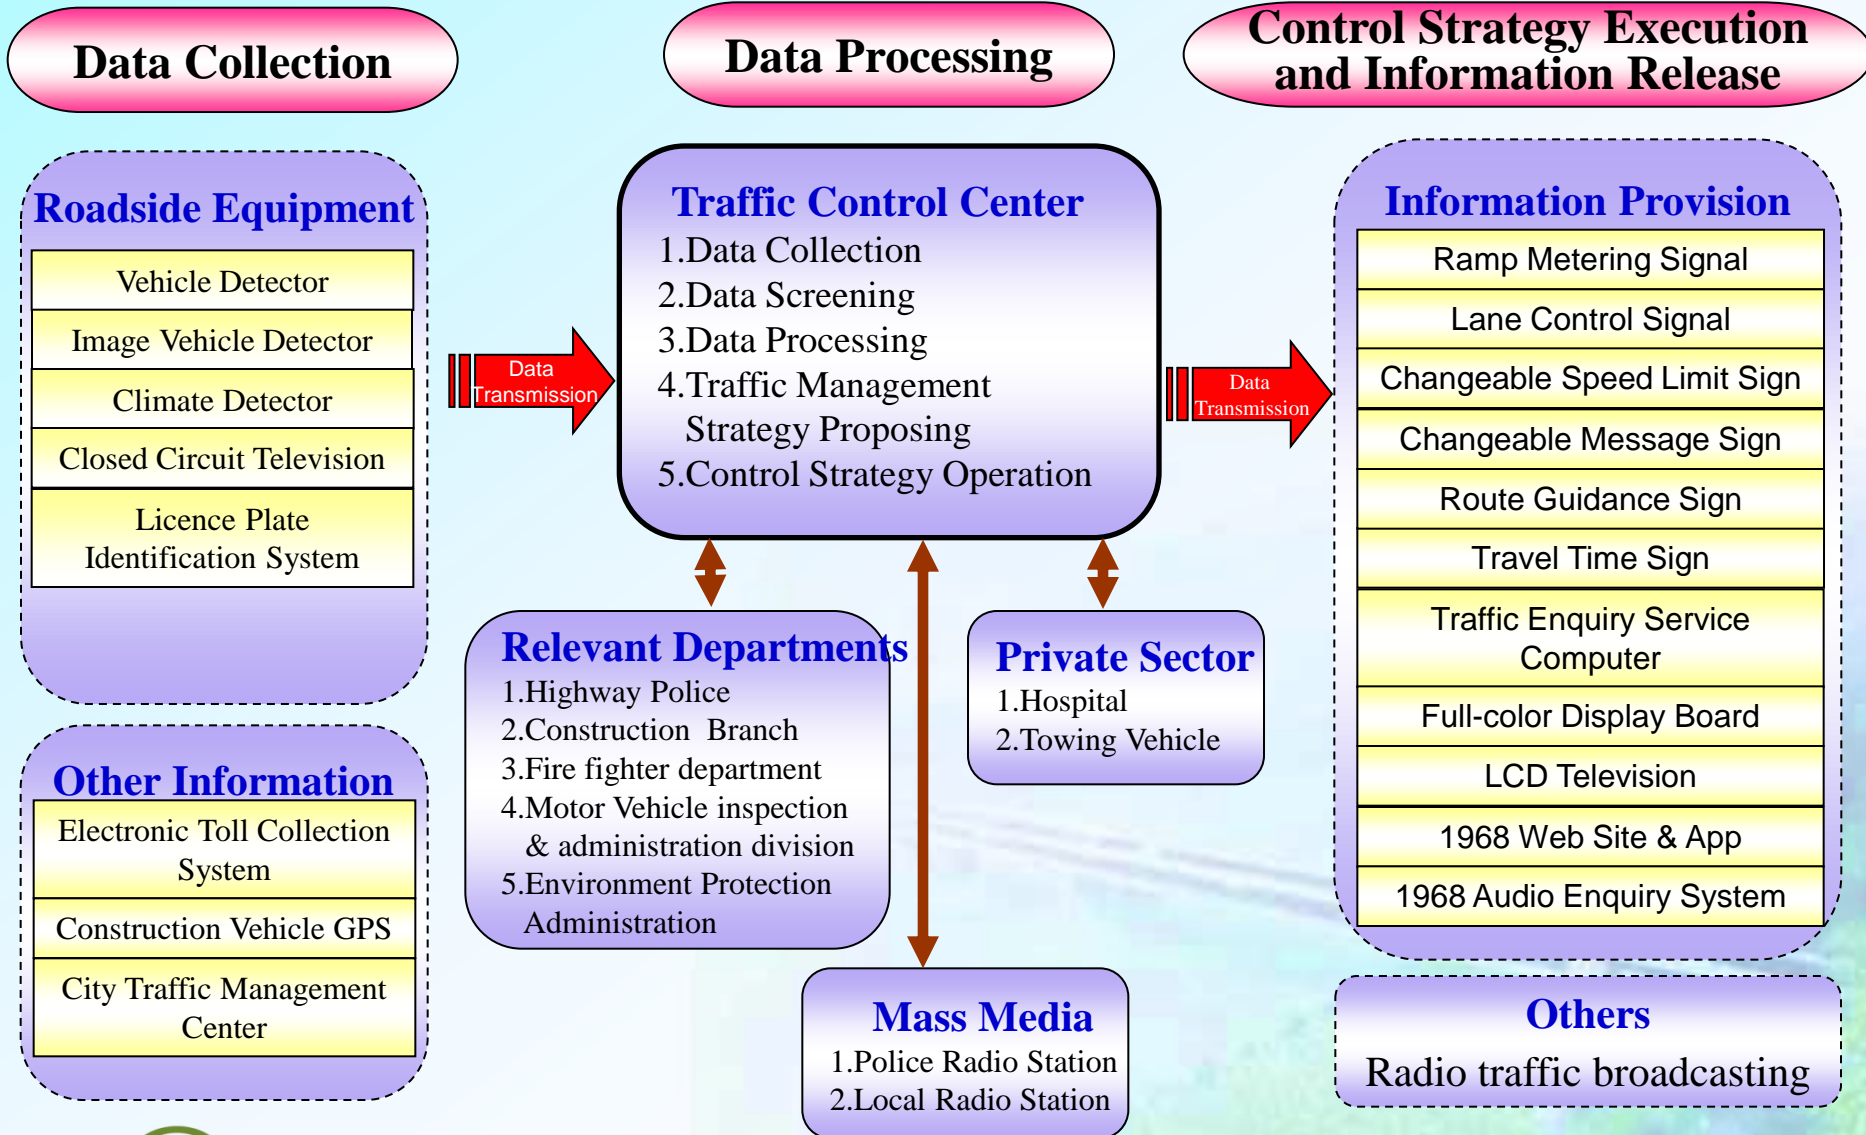 Data Collection
Data Processing
Control Strategy Execution
and Information Release
Roadside Equipment
Vehicle Detector
Image Vehicle Detector
Climate Detector
Closed Circuit Television
Licence Plate
Identification System
Other Information
Electronic Toll Collection
System
Construction Vehicle GPS
City Traffic Management
Center
Data
Transmission
Traffic Control Center
1.Data Collection
2.Data Screening
3.Data Processing
4.Traffic Management
Strategy Proposing
5.Control Strategy Operation
Relevant Departments
1.Highway Police
2.Construction Branch
3.Fire fighter department
4.Motor Vehicle inspection
& administration division
5.Environment Protection
Administration
Private Sector
1.Hospital
2.Towing Vehicle
Mass Media
1.Police Radio Station
2.Local Radio Station
Data
Transmission
Information Provision
Ramp Metering Signal
Lane Control Signal
Changeable Speed Limit Sign
Changeable Message Sign
Route Guidance Sign
Travel Time Sign
Traffic Enquiry Service
Computer
Full-color Display Board
LCD Television
1968 Web Site & App
1968 Audio Enquiry System
Others
Radio traffic broadcasting